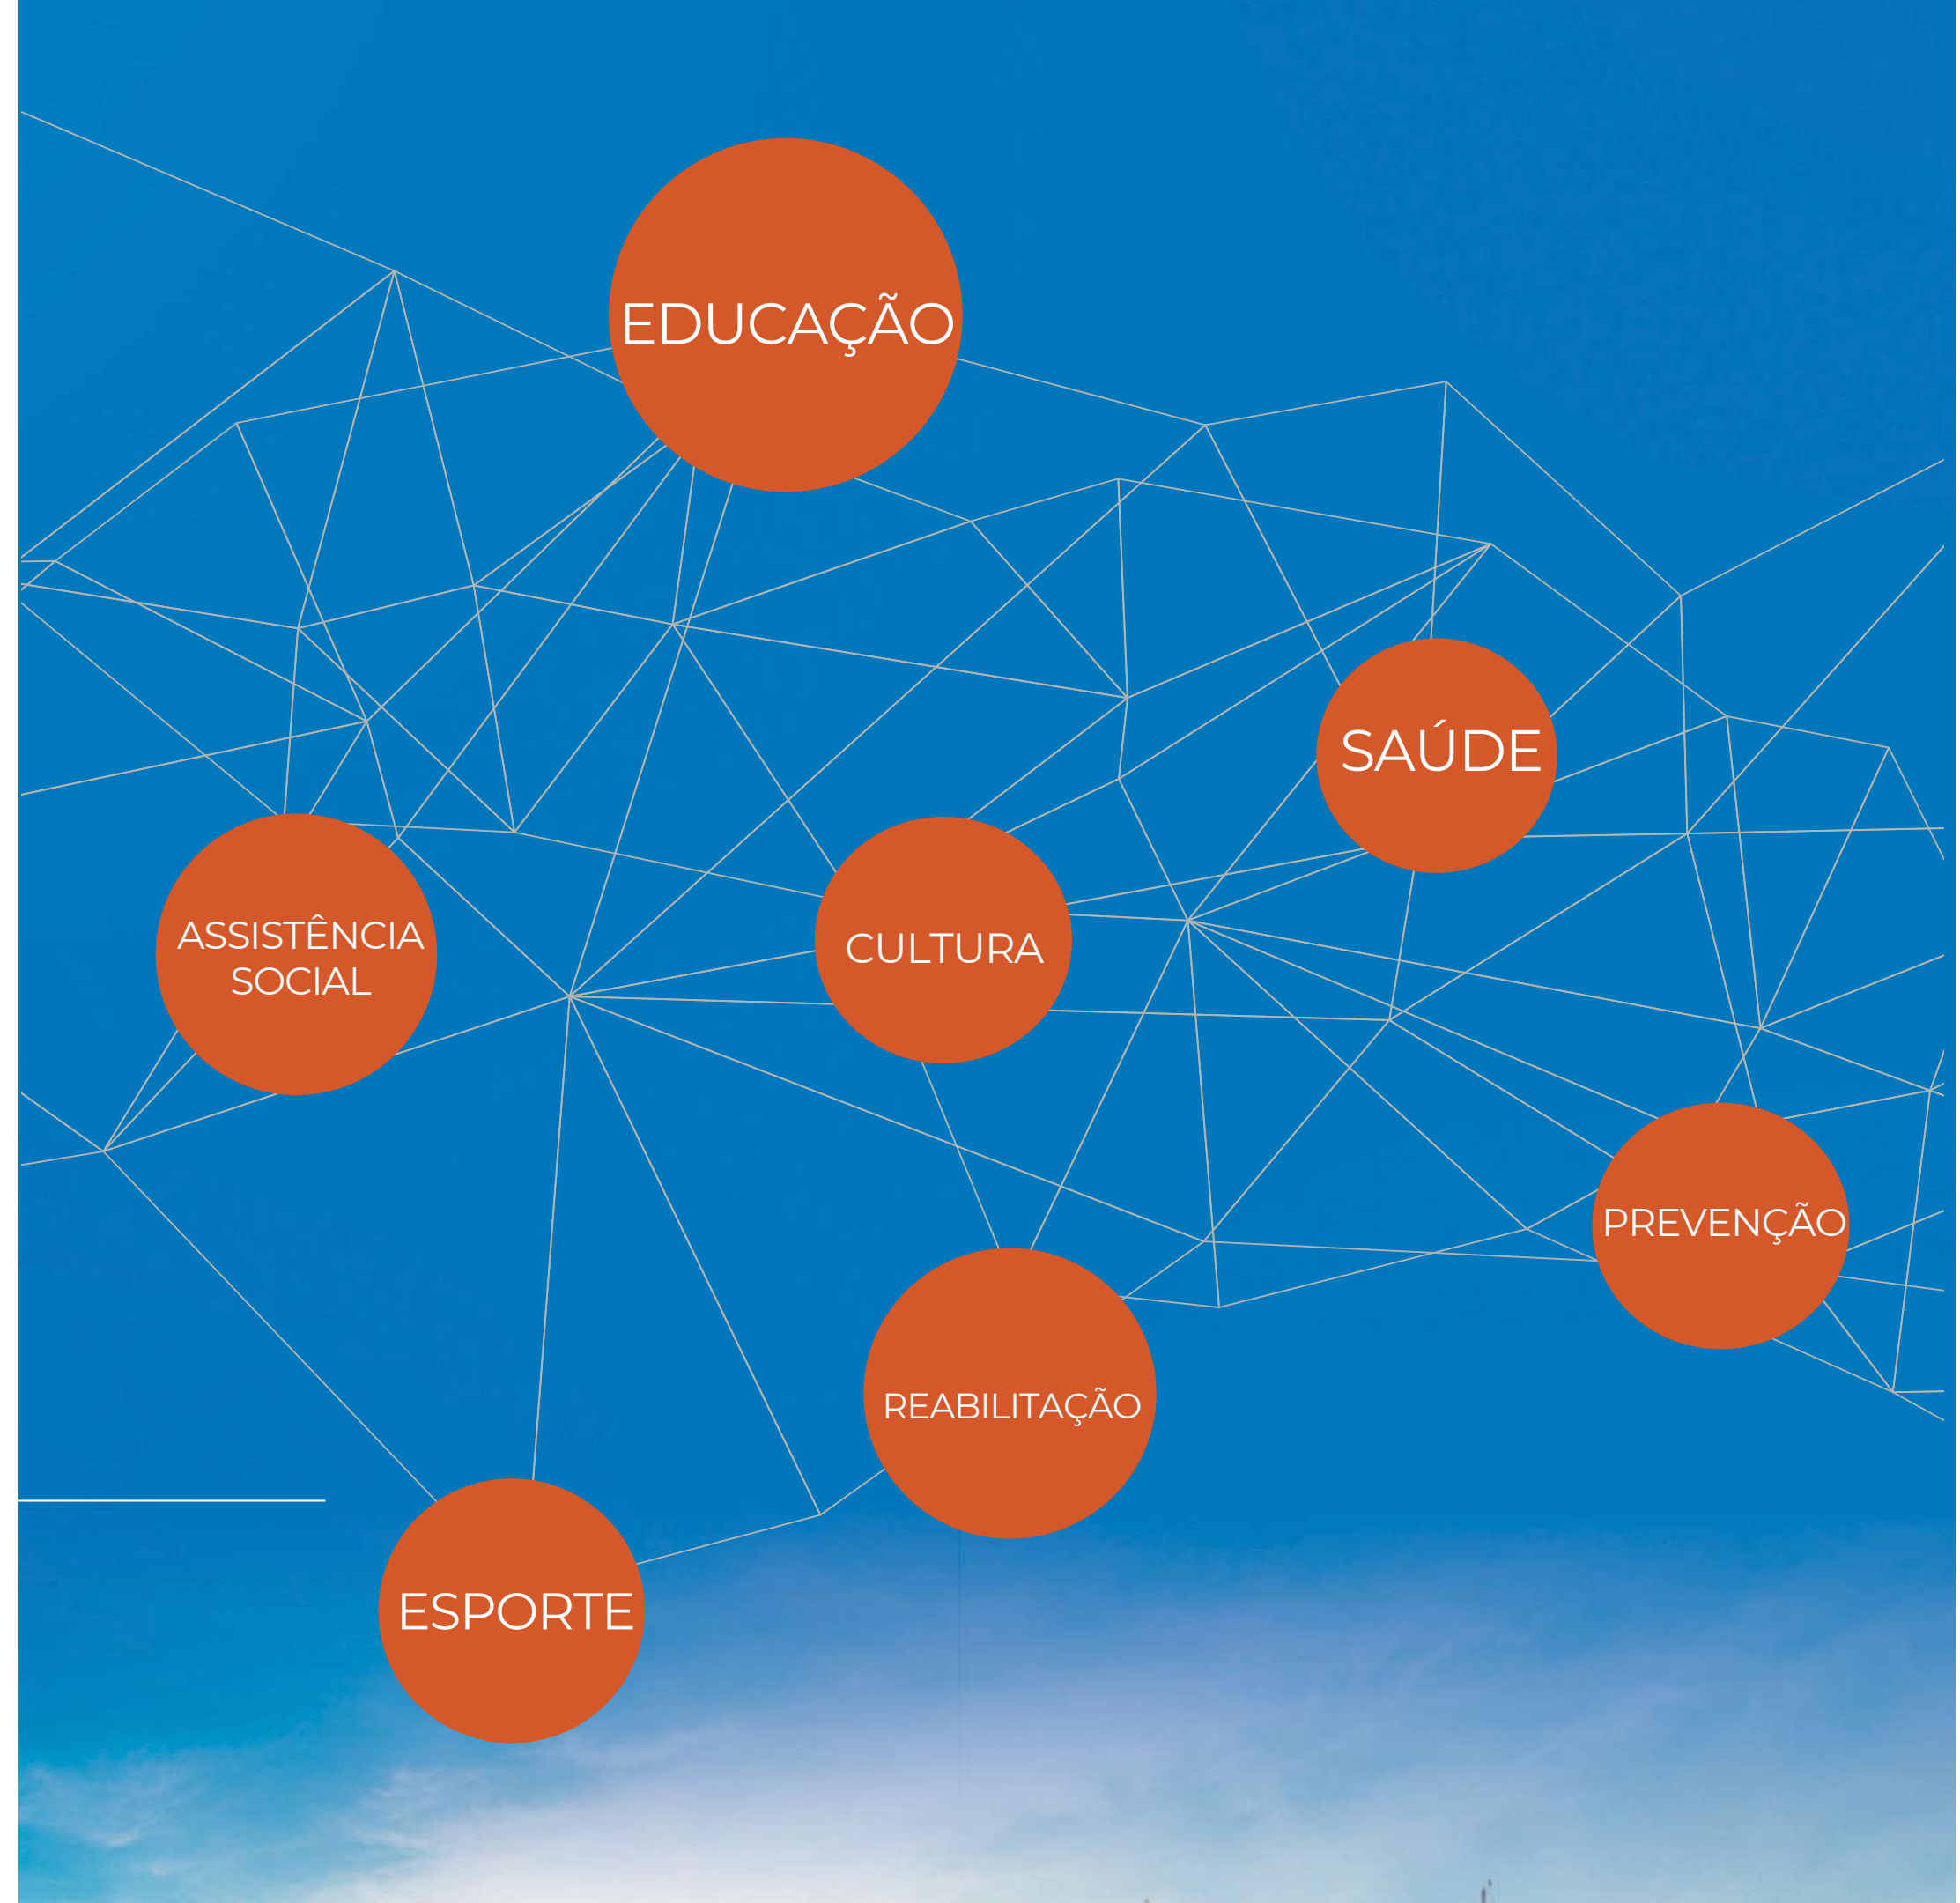 EDUCAÇÃO
SAÚDE
ASSISTÊNCIA
SOCIAL
CULTURA
PREVENÇÃO
REABILITAÇÃO
ESPORTE